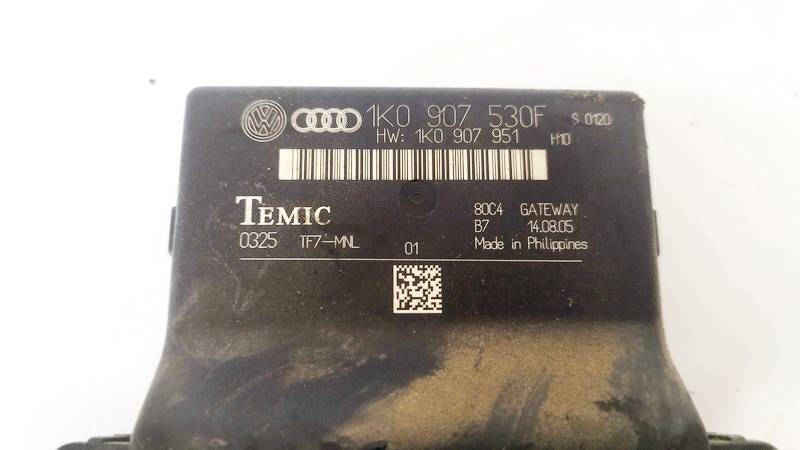 1K0 907 530F S 0120
HW: 1K0 907 951 H10
TEMIC 80C4 GATEWAY
B7 14.08.05
0325 TF7-MNL 01 Made in Philippines